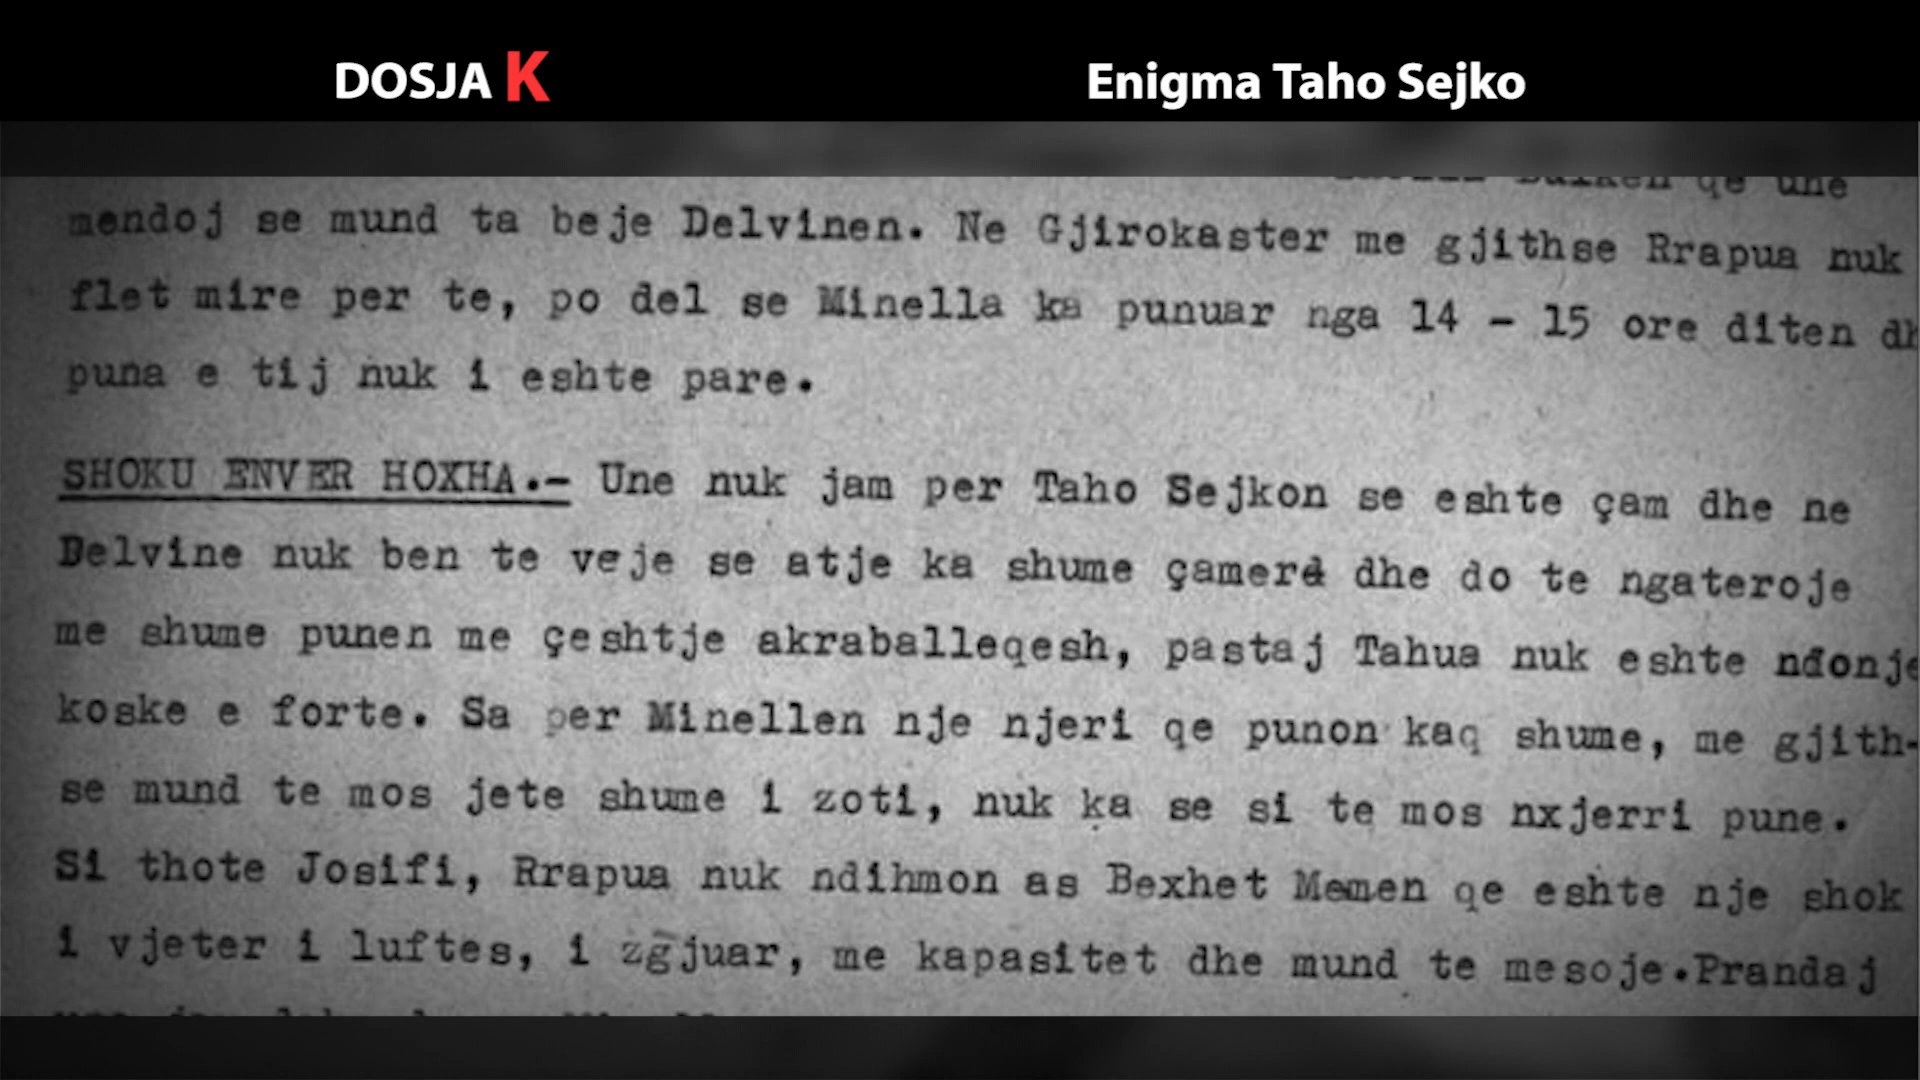 DOSJA K
Enigma Taho Sejko
qe une
mendoj se mund ta beje Delvinen. Ne Gjirokaster me gjithse Rrapua nuk
flet mire per te, po del se Minella ka punuar nga 14 - 15 ore diten dh
puna e tij nuk i eshte pare.
SHOKU ENVER HOXHA.- Une nuk jam per Taho Sejkon se eshte çam dhe ne
Delvine nuk ben te veje se atje ka shume çamerd dhe do te ngateroje
me shume punen me çeshtje akraballeqesh, pastaj Tahua nuk eshte ndonje
koske e forte. Sa per Minellen nje njeri qe punon kaq shume, me gjith-
se mund te mos jete shume i zoti, nuk ka se si te mos nxjerri pune.
Si thote Josifi, Rrapua nuk ndihmon as Bexhet Memen qe eshte nje shok
i vjeter i luftes, i zgjuar, me kapasitet dhe mund te mesoje.Prandaj